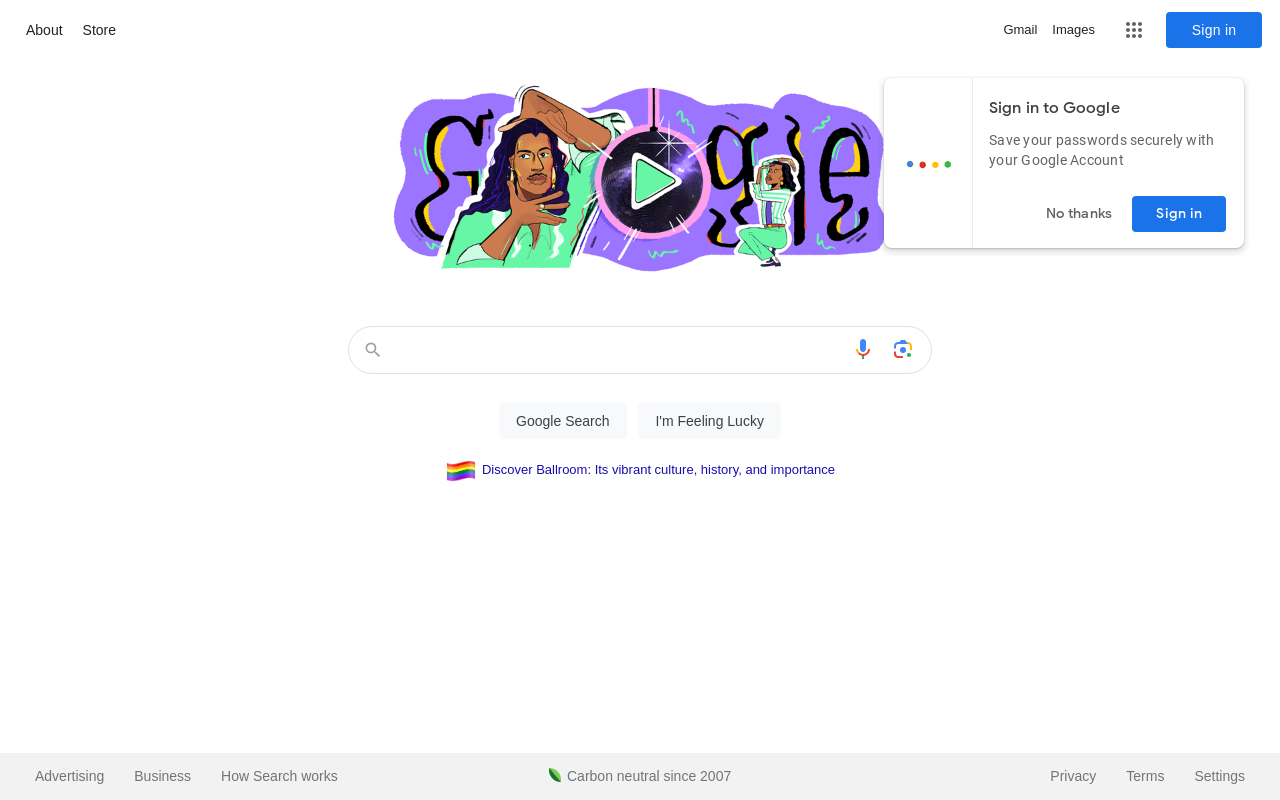 About Store
Gmail Images
Sign in
Google
Sign in to Google
Save your passwords securely with
your Google Account
No thanks Sign in
Google Search I'm Feeling Lucky
Discover Ballroom: Its vibrant culture, history, and importance
Advertising Business How Search works
Carbon neutral since 2007
Privacy Terms Settings